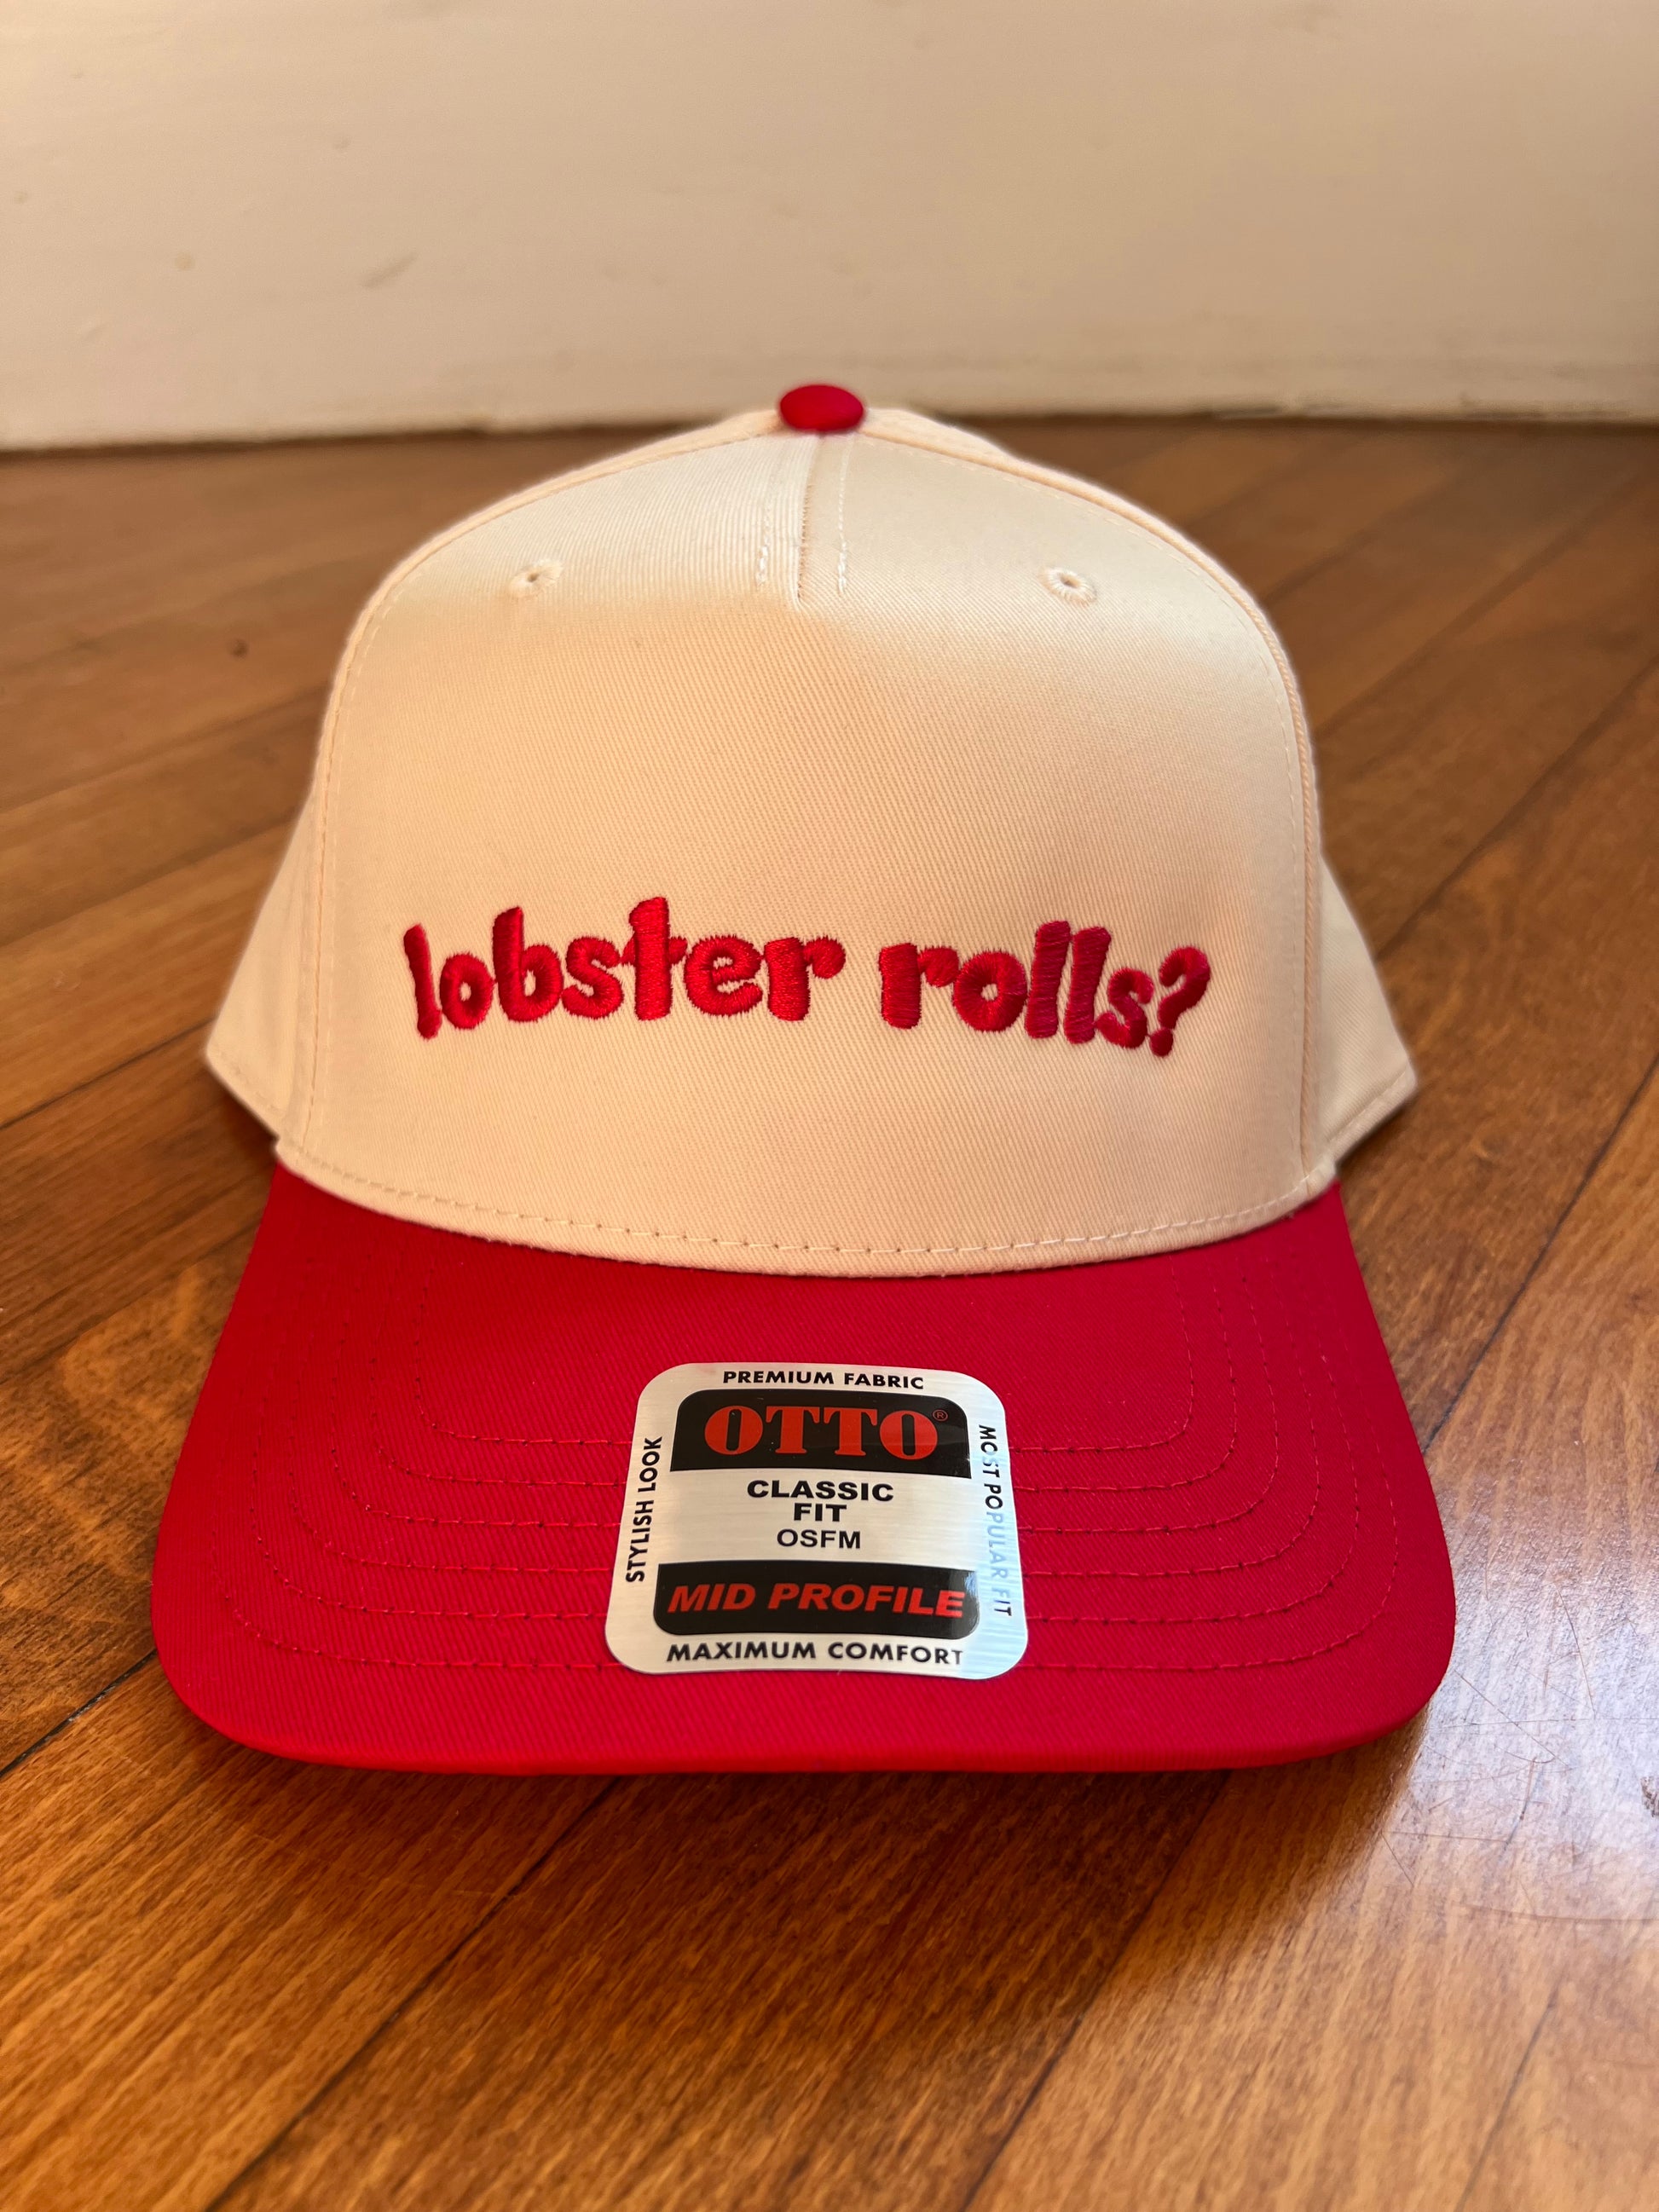 lobster rolls?
PREMIUM FABRIC
OTTO®
STYLISH LOOK
MOST POPULAR FIT
CLASSIC
FIT
OSFM
MID PROFILE
MAXIMUM COMFORT